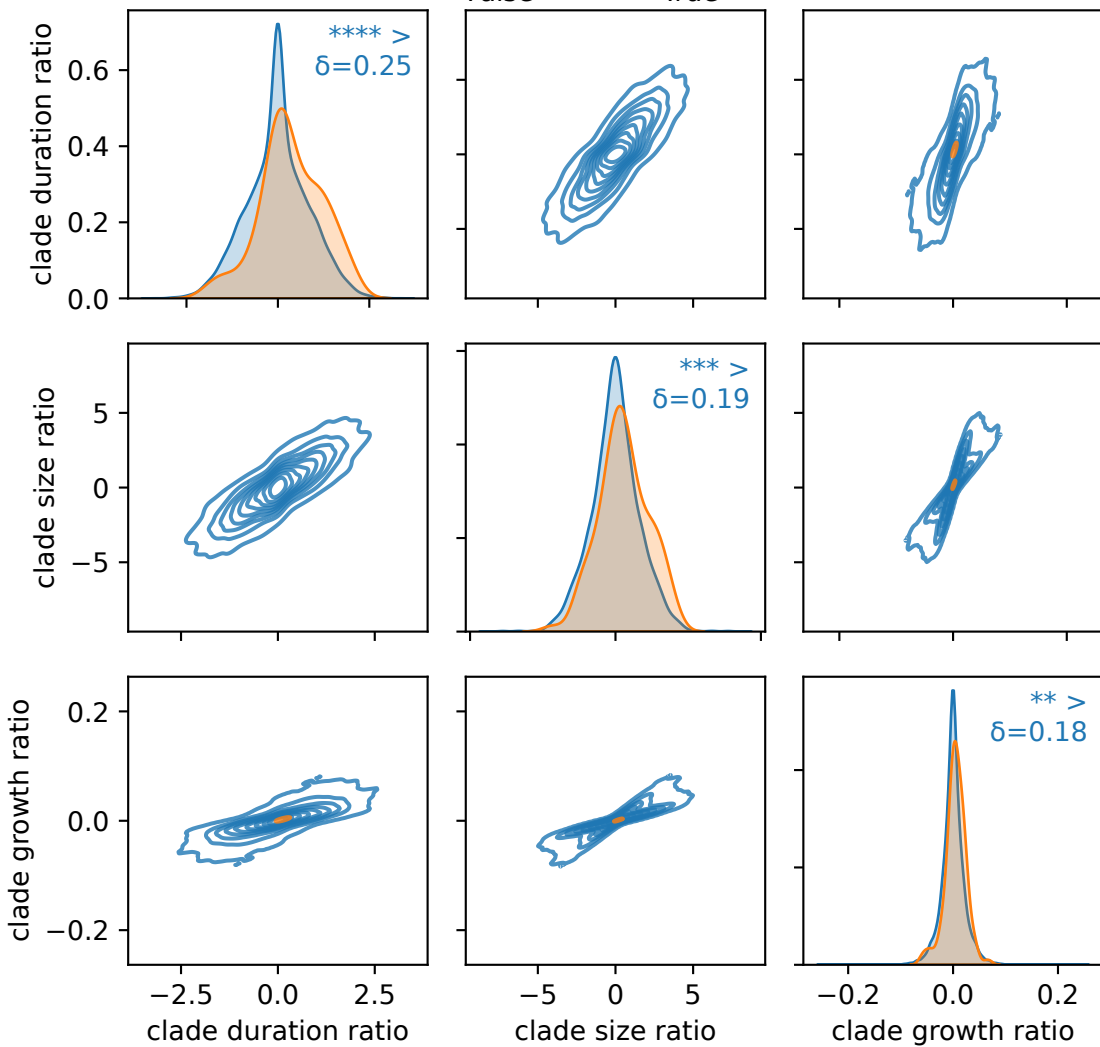 **** >
δ=0.25
clade duration ratio
0.6
0.4
0.2
0.0
*** >
δ=0.19
clade size ratio
5
0
−5
** >
δ=0.18
clade growth ratio
0.2
0.0
−0.2
−2.5 0.0 2.5 −5 0 5 −0.2 0.0 0.2
clade duration ratio clade size ratio clade growth ratio